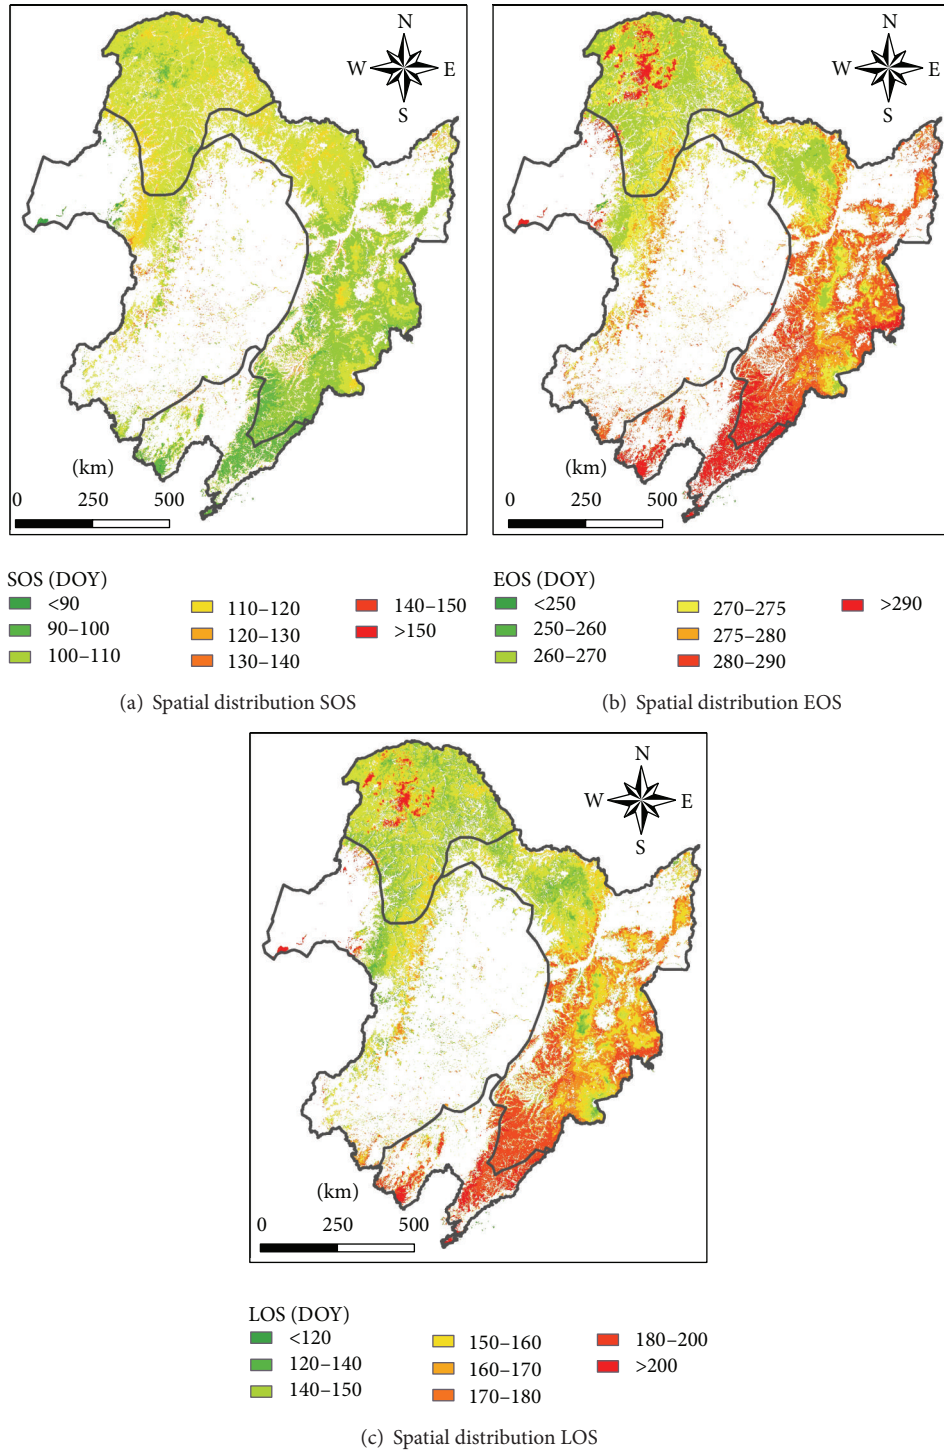 N
W E
S
(km)
0 250 500
N
W E
S
(km)
0 250 500
SOS (DOY)
<90
90–100
100–110
110–120
120–130
130–140
140–150
>150
EOS (DOY)
<250
250–260
260–270
270–275
275–280
280–290
>290
(a) Spatial distribution SOS
(b) Spatial distribution EOS
N
W E
S
(km)
0 250 500
LOS (DOY)
<120
120–140
140–150
150–160
160–170
170–180
180–200
>200
(c) Spatial distribution LOS